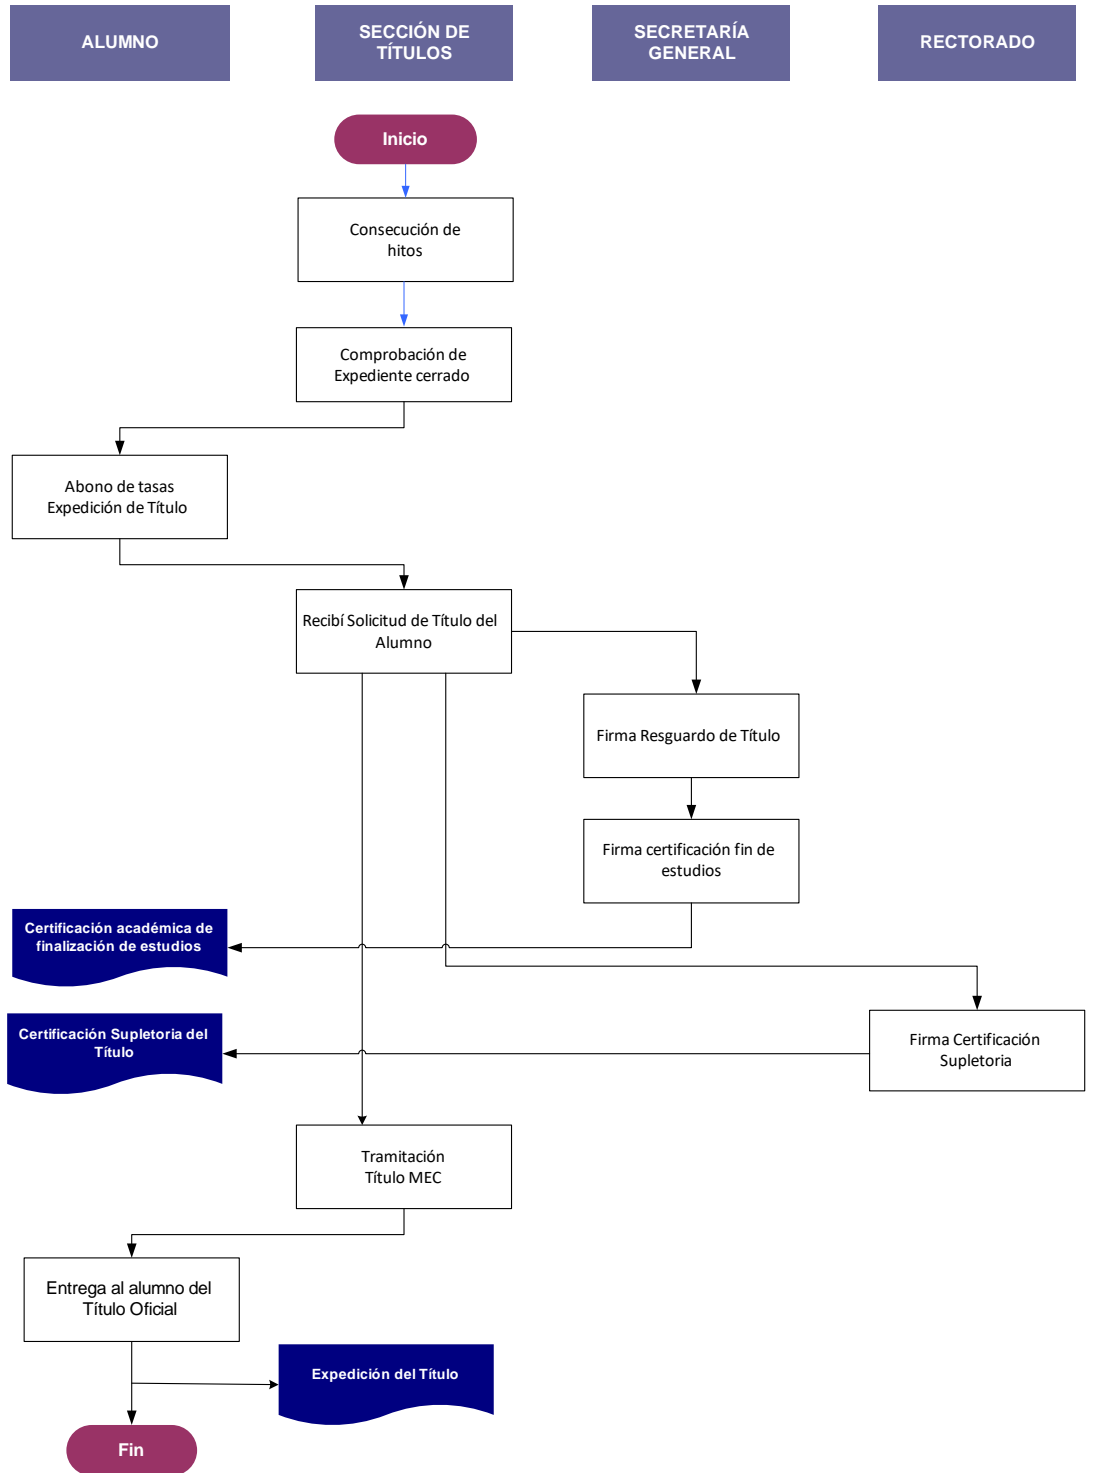 ALUMNO
SECCIÓN DE
TÍTULOS
SECRETARÍA
GENERAL
RECTORADO
Inicio
Consecución de
hitos
Comprobación de
Expediente cerrado
Abono de tasas
Expedición de Título
Recibí Solicitud de Título del
Alumno
Firma Resguardo de Título
Firma certificación fin de
estudios
Certificación académica de
finalización de estudios
Certificación Supletoria del
Título
Firma Certificación
Supletoria
Tramitación
Título MEC
Entrega al alumno del
Título Oficial
Expedición del Título
Fin